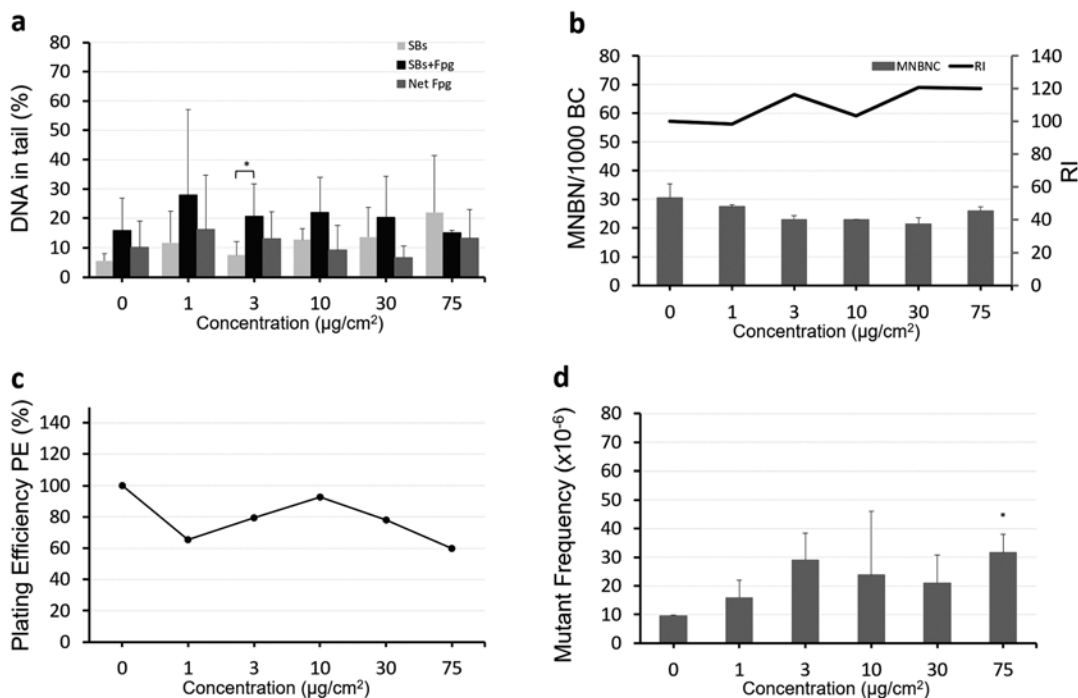 a
80
70
60
50
40
30
20
10
0
DNA in tail (%)
SBs
SBs+Fpg
Net Fpg
*
0 1 3 10 30 75
Concentration (µg/cm²)
b
80
70
60
50
40
30
20
10
0
MNBN/1000 BC
MNBNC RI
140
120
100
80
60
40
20
0
RI
0 1 3 10 30 75
Concentration (µg/cm²)
c
140
120
100
80
60
40
20
0
Plating Efficiency PE (%)
0 1 3 10 30 75
Concentration (µg/cm²)
d
80
70
60
50
40
30
20
10
0
Mutant Frequency (x10⁻⁶)
*
0 1 3 10 30 75
Concentration (µg/cm²)